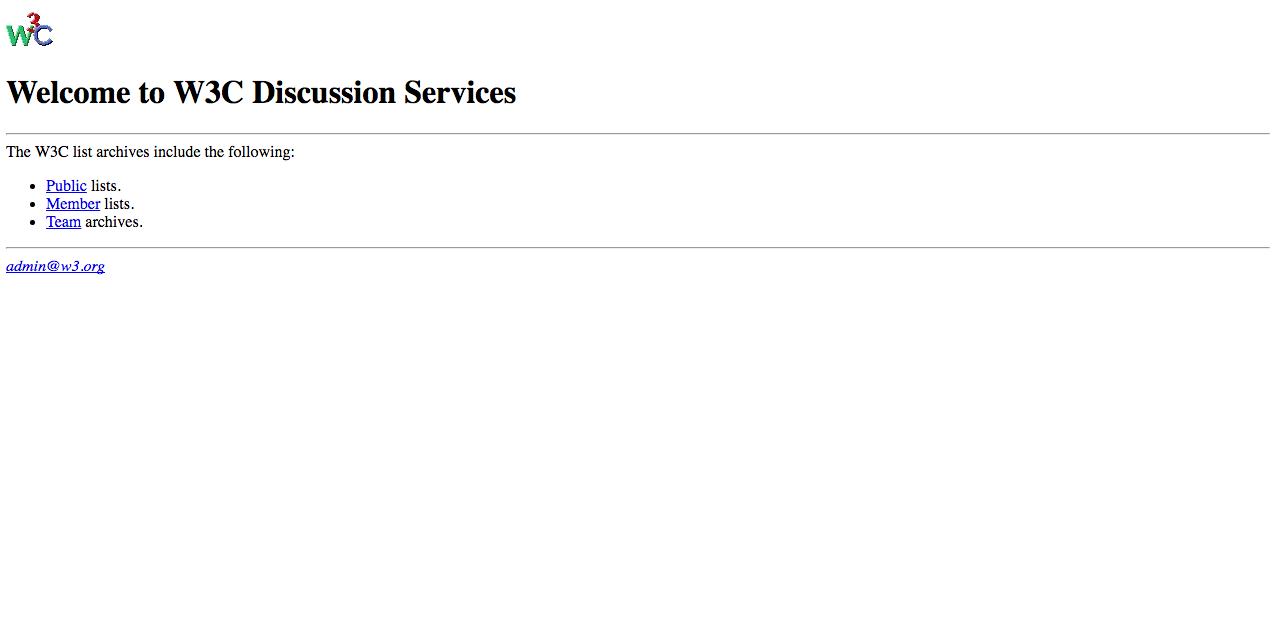 W3C
Welcome to W3C Discussion Services
The W3C list archives include the following:
Public lists.
Member lists.
Team archives.
admin@w3.org